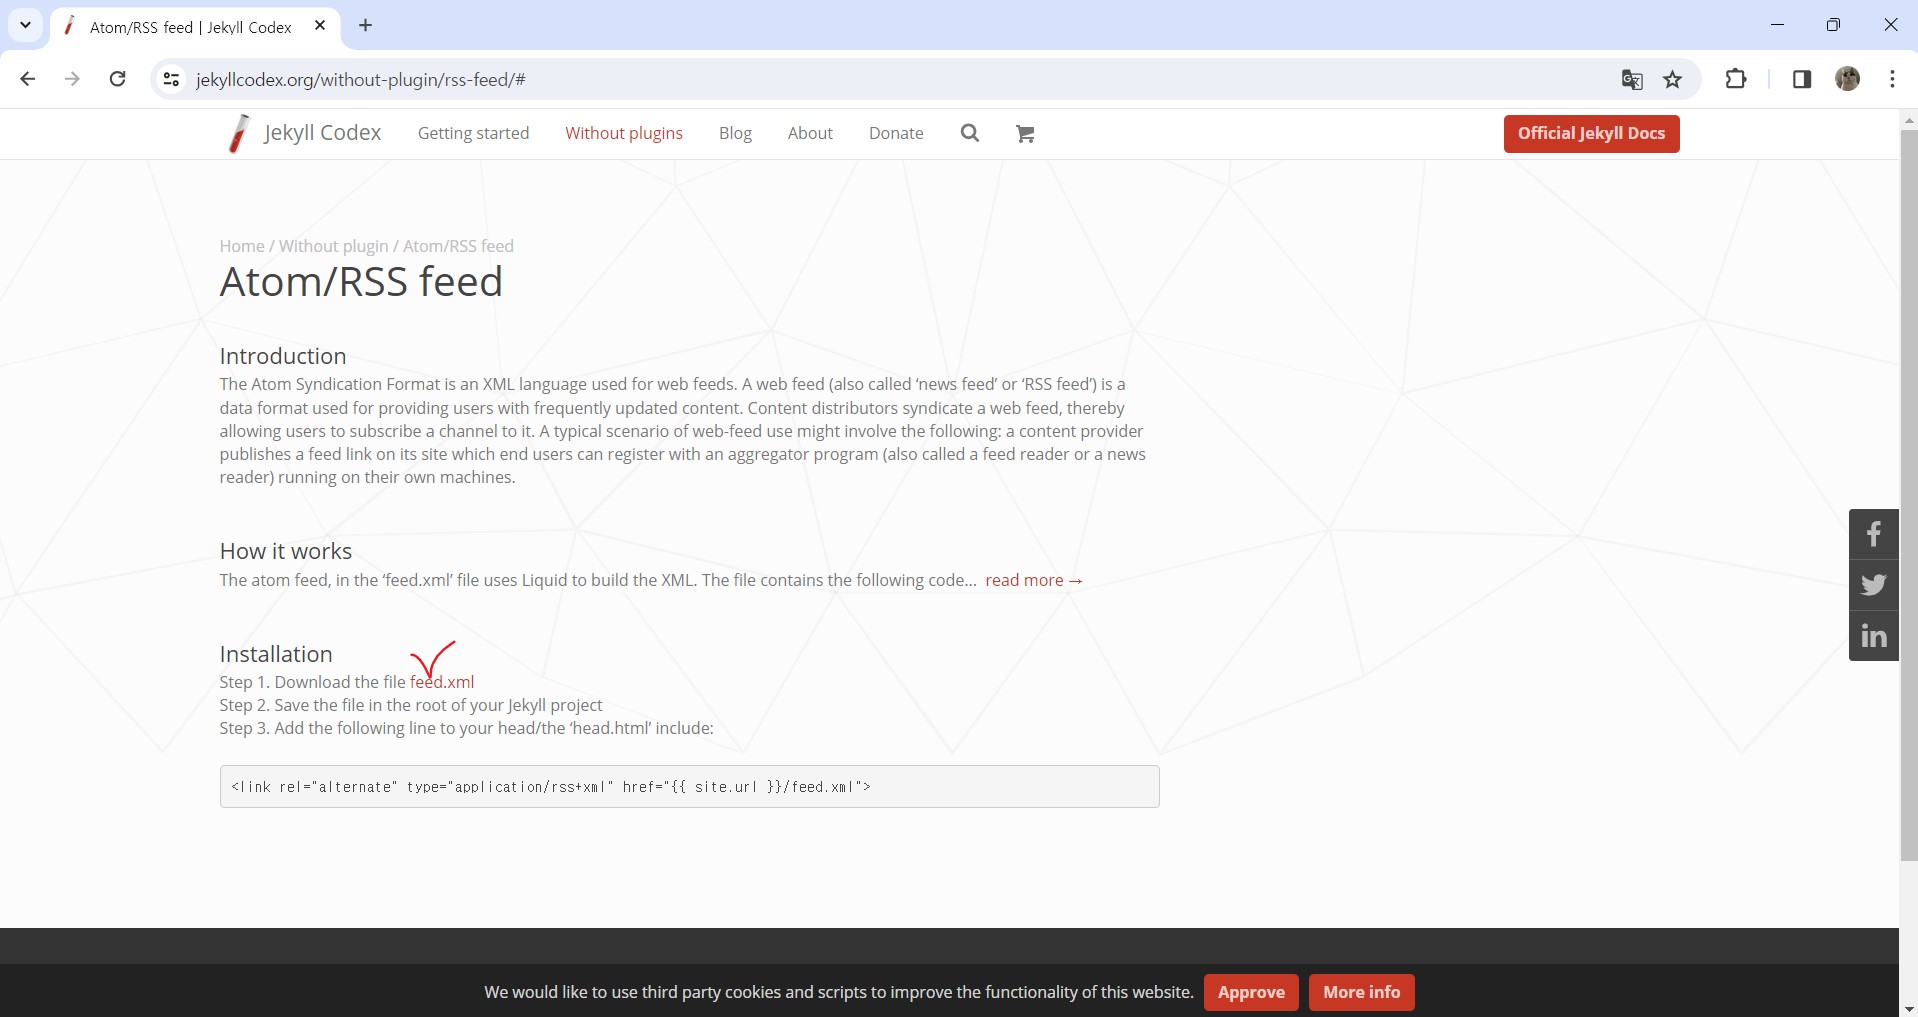 Atom/RSS feed | Jekyll Codex
jekyllcodex.org/without-plugin/rss-feed/#
Jekyll Codex
Getting started
Without plugins
Blog
About
Donate
Official Jekyll Docs
Home / Without plugin / Atom/RSS feed
Atom/RSS feed
Introduction
The Atom Syndication Format is an XML language used for web feeds. A web feed (also called ‘news feed’ or ‘RSS feed’) is a
data format used for providing users with frequently updated content. Content distributors syndicate a web feed, thereby
allowing users to subscribe a channel to it. A typical scenario of web-feed use might involve the following: a content provider
publishes a feed link on its site which end users can register with an aggregator program (also called a feed reader or a news
reader) running on their own machines.
How it works
The atom feed, in the ‘feed.xml’ file uses Liquid to build the XML. The file contains the following code... read more →
Installation
Step 1. Download the file feed.xml
Step 2. Save the file in the root of your Jekyll project
Step 3. Add the following line to your head/the ‘head.html’ include:
<link rel="alternate" type="application/rss+xml" href="{{ site.url }}/feed.xml">
We would like to use third party cookies and scripts to improve the functionality of this website.
Approve
More info